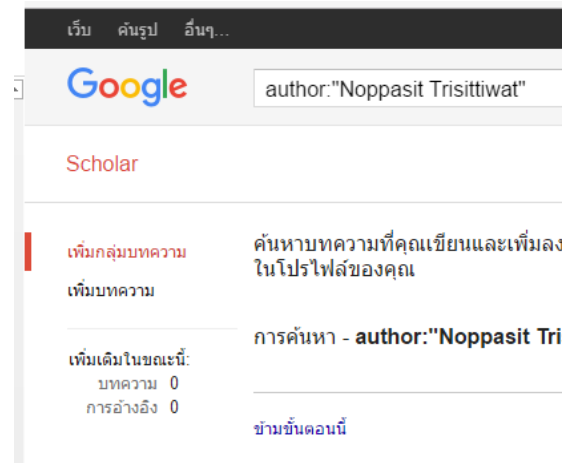 เว็บ ค้นรูป อื่นๆ...
Google author:"Noppasit Trisittiwat"
Scholar
เพิ่มกลุ่มบทความ
เพิ่มบทความ
เพิ่มเติมในขณะนี้:
บทความ 0
การอ้างอิง 0
ค้นหาบทความที่คุณเขียนและเพิ่มลง
ในโปรไฟล์ของคุณ
การค้นหา - author:"Noppasit Tri
ข้ามขั้นตอนนี้